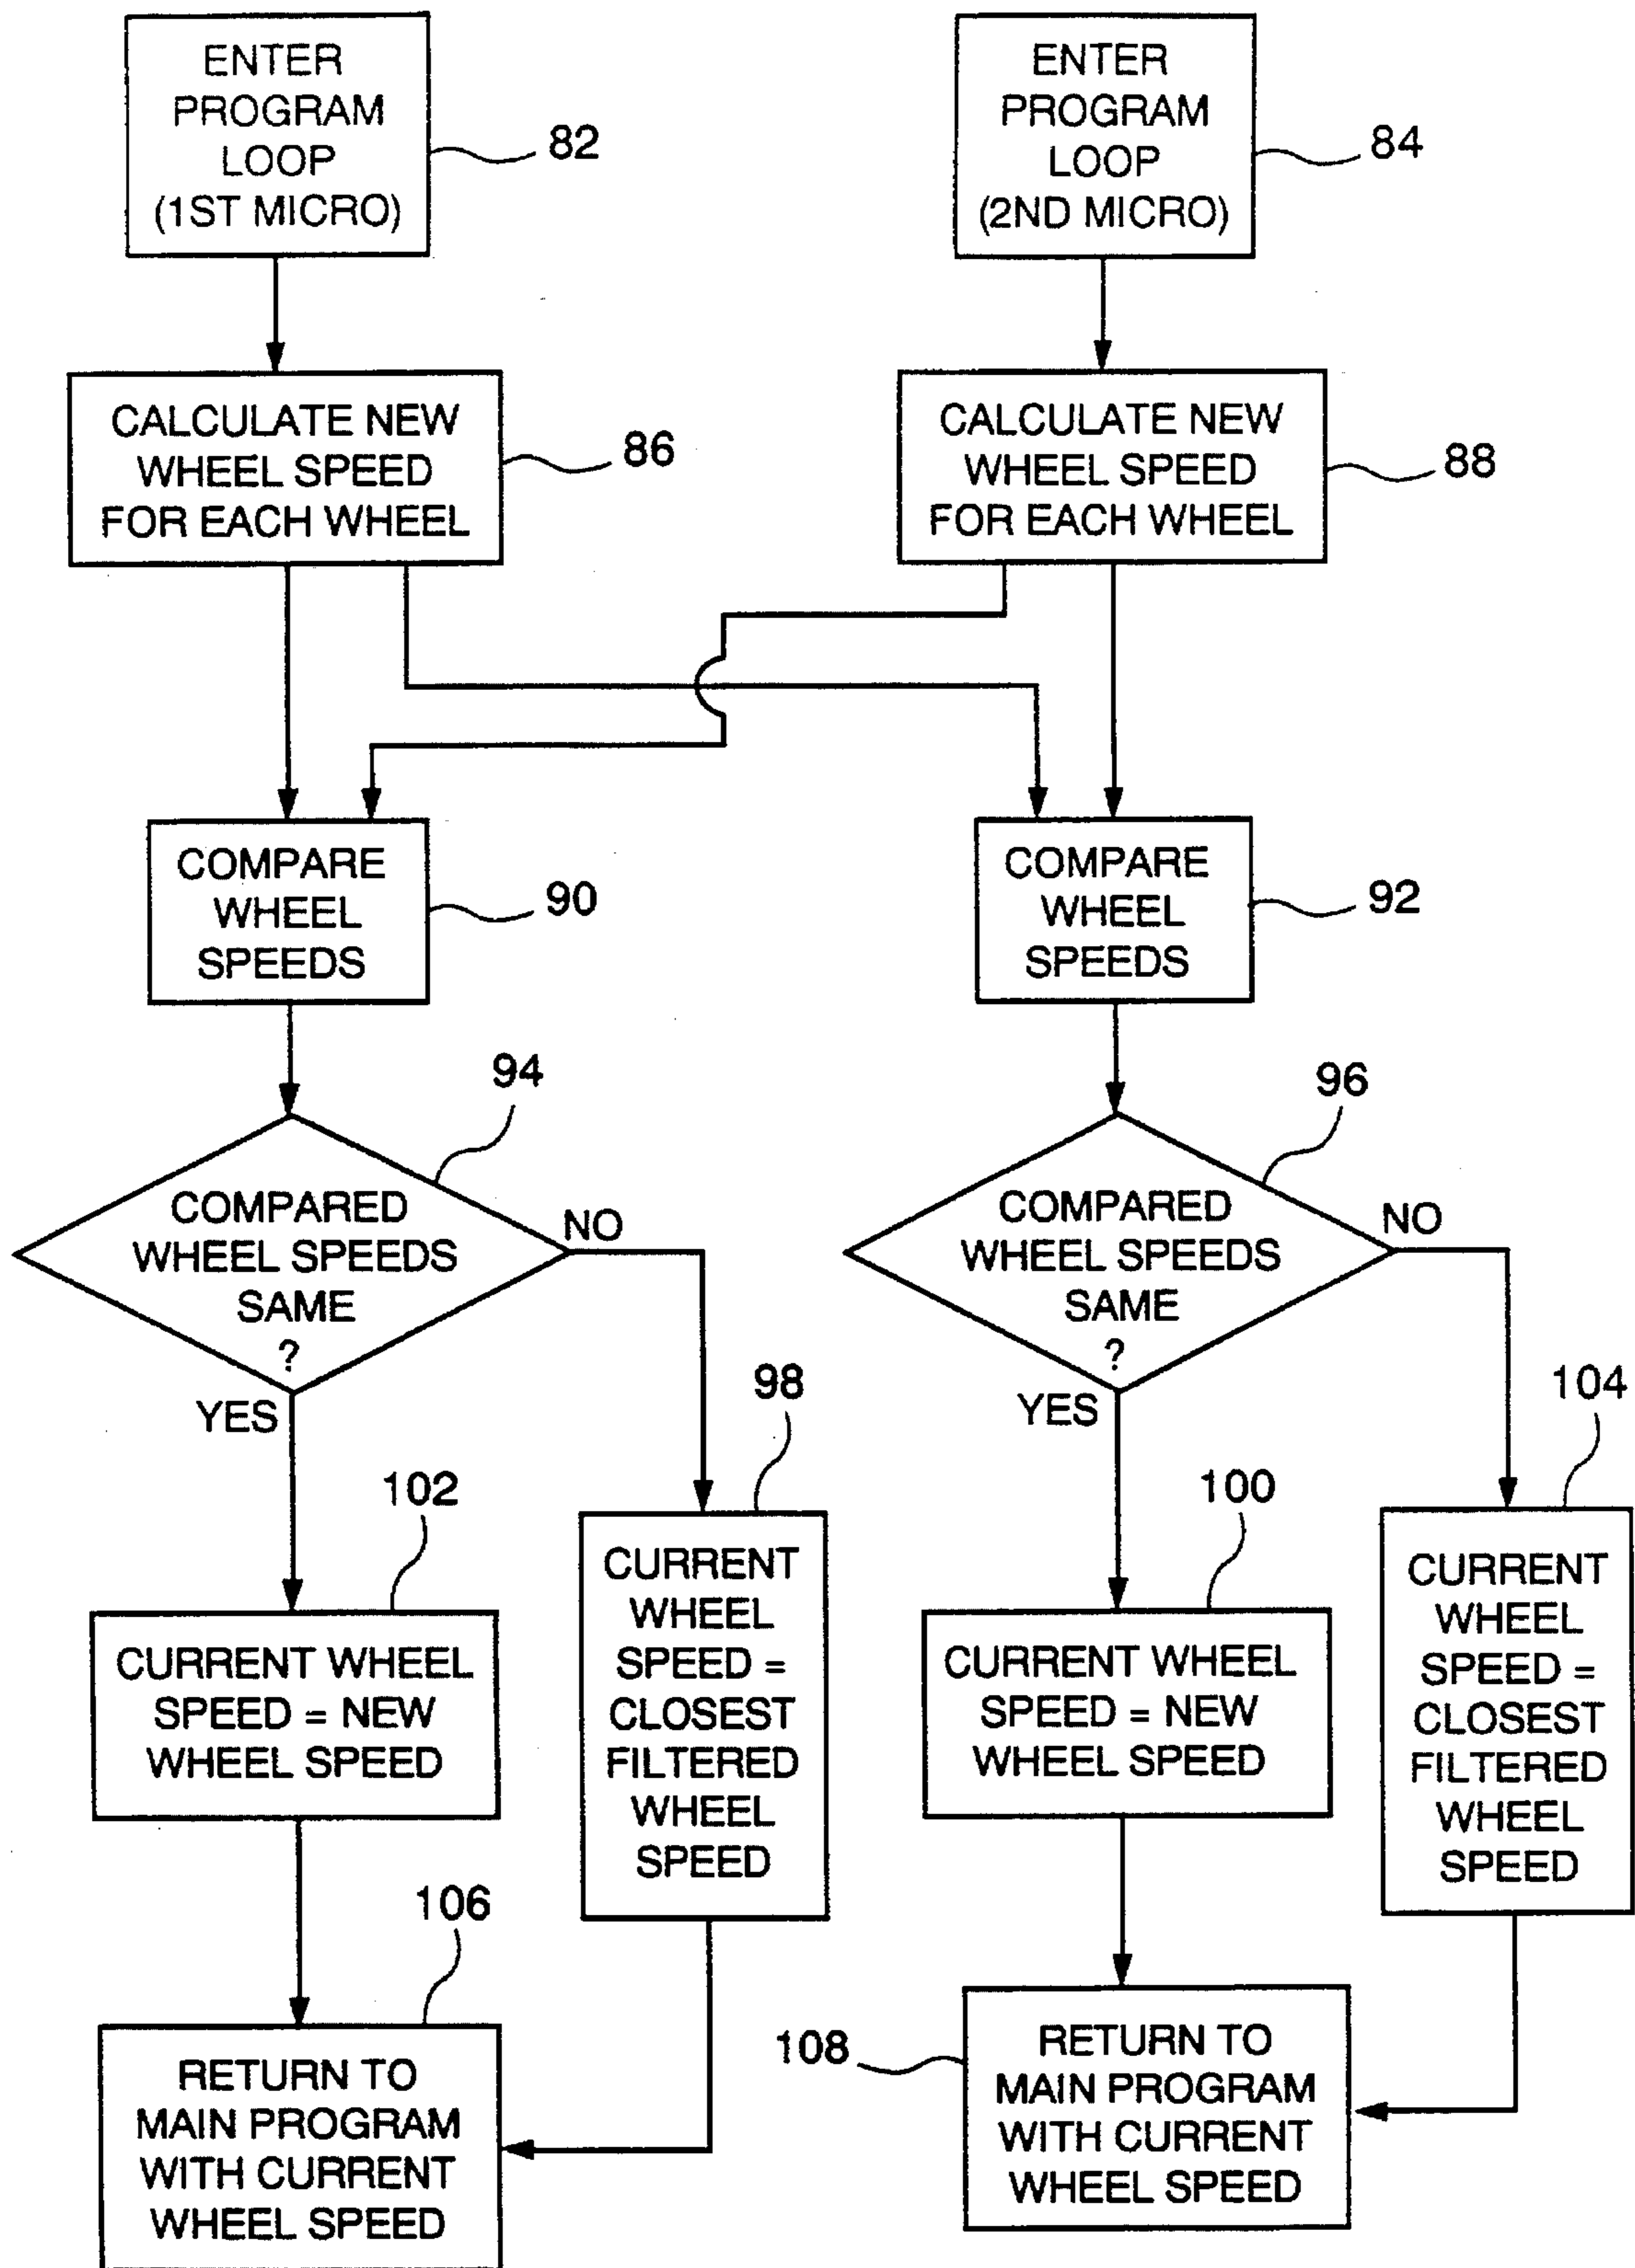 ENTER
PROGRAM
LOOP
(1ST MICRO)
82
ENTER
PROGRAM
LOOP
(2ND MICRO)
84
CALCULATE NEW
WHEEL SPEED
FOR EACH WHEEL
86
CALCULATE NEW
WHEEL SPEED
FOR EACH WHEEL
88
COMPARE
WHEEL
SPEEDS
90
COMPARE
WHEEL
SPEEDS
92
94
COMPARED
WHEEL SPEEDS
SAME
?
NO
YES
96
COMPARED
WHEEL SPEEDS
SAME
?
NO
YES
102
CURRENT WHEEL
SPEED = NEW
WHEEL SPEED
98
CURRENT
WHEEL
SPEED =
CLOSEST
FILTERED
WHEEL
SPEED
100
CURRENT WHEEL
SPEED = NEW
WHEEL SPEED
104
CURRENT
WHEEL
SPEED =
CLOSEST
FILTERED
WHEEL
SPEED
106
RETURN TO
MAIN PROGRAM
WITH CURRENT
WHEEL SPEED
108
RETURN TO
MAIN PROGRAM
WITH CURRENT
WHEEL SPEED